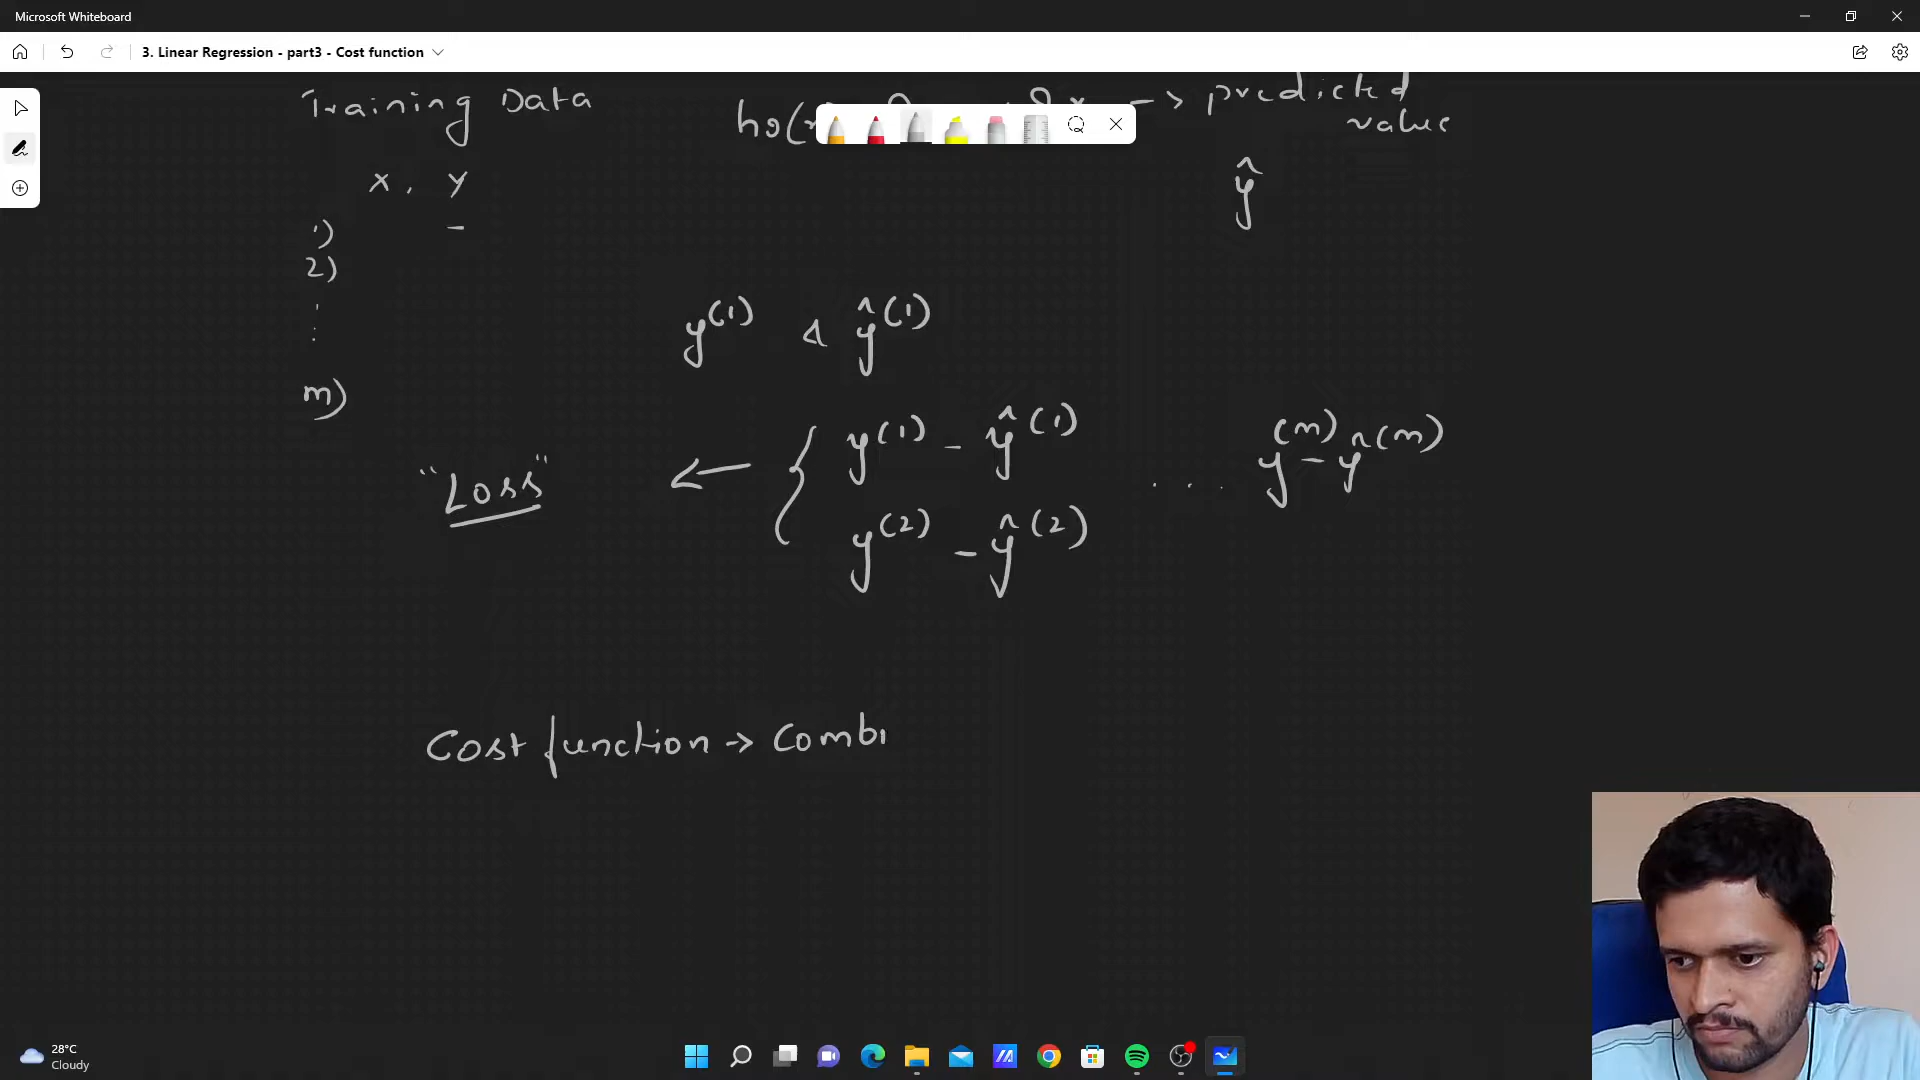 Microsoft Whiteboard
3. Linear Regression - part3 - Cost function
Training Data
hθ(x) -> predicted value
x, y
ŷ
1) -
2)
:
m)
y^(1) & ŷ^(1)
"Loss" ← { y^(1) - ŷ^(1) ... y^(m) - ŷ^(m)
y^(2) - ŷ^(2)
Cost function -> Combi
28°C
Cloudy